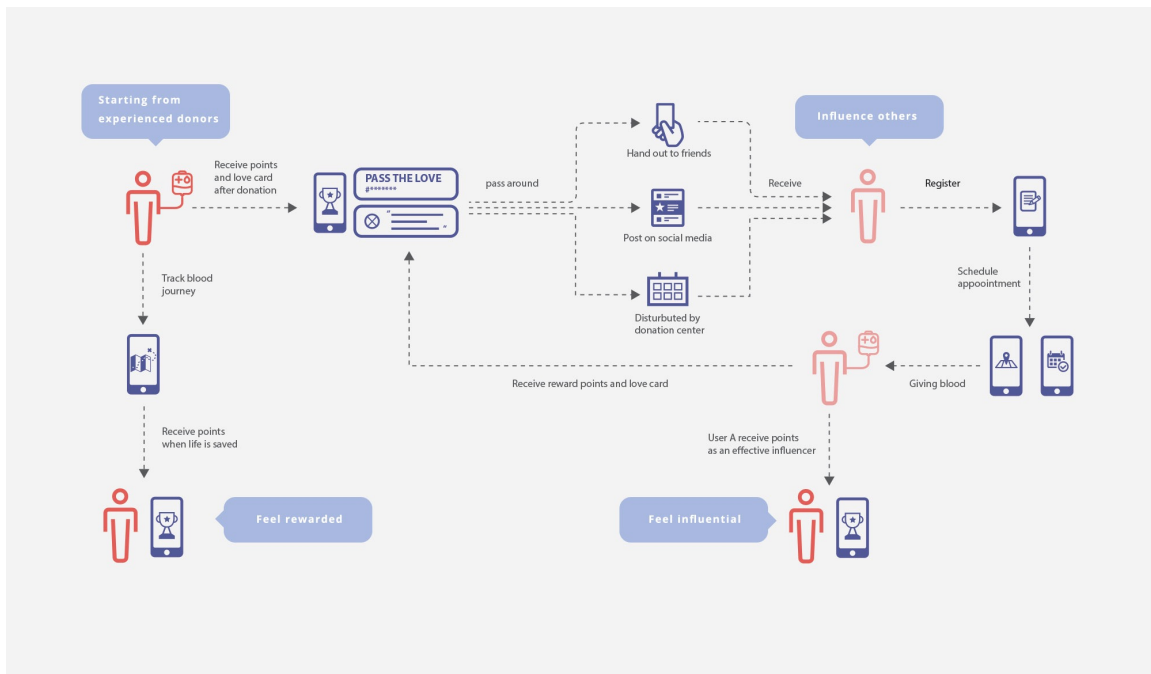 Starting from
experienced donors
Influence others
Receive points
and love card
after donation
PASS THE LOVE
#*******
pass around
Hand out to friends
Receive
Register
Post on social media
Track blood
journey
Schedule
appoointment
Disturbuted by
donation center
Receive reward points and love card
Giving blood
Receive points
when life is saved
User A receive points
as an effective influencer
Feel rewarded
Feel influential